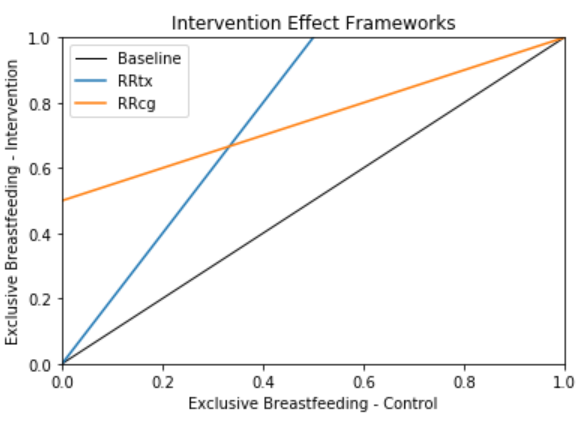 Intervention Effect Frameworks
Exclusive Breastfeeding - Intervention
1.0
0.8
0.6
0.4
0.2
0.0
Baseline
RRtx
RRcg
0.0 0.2 0.4 0.6 0.8 1.0
Exclusive Breastfeeding - Control